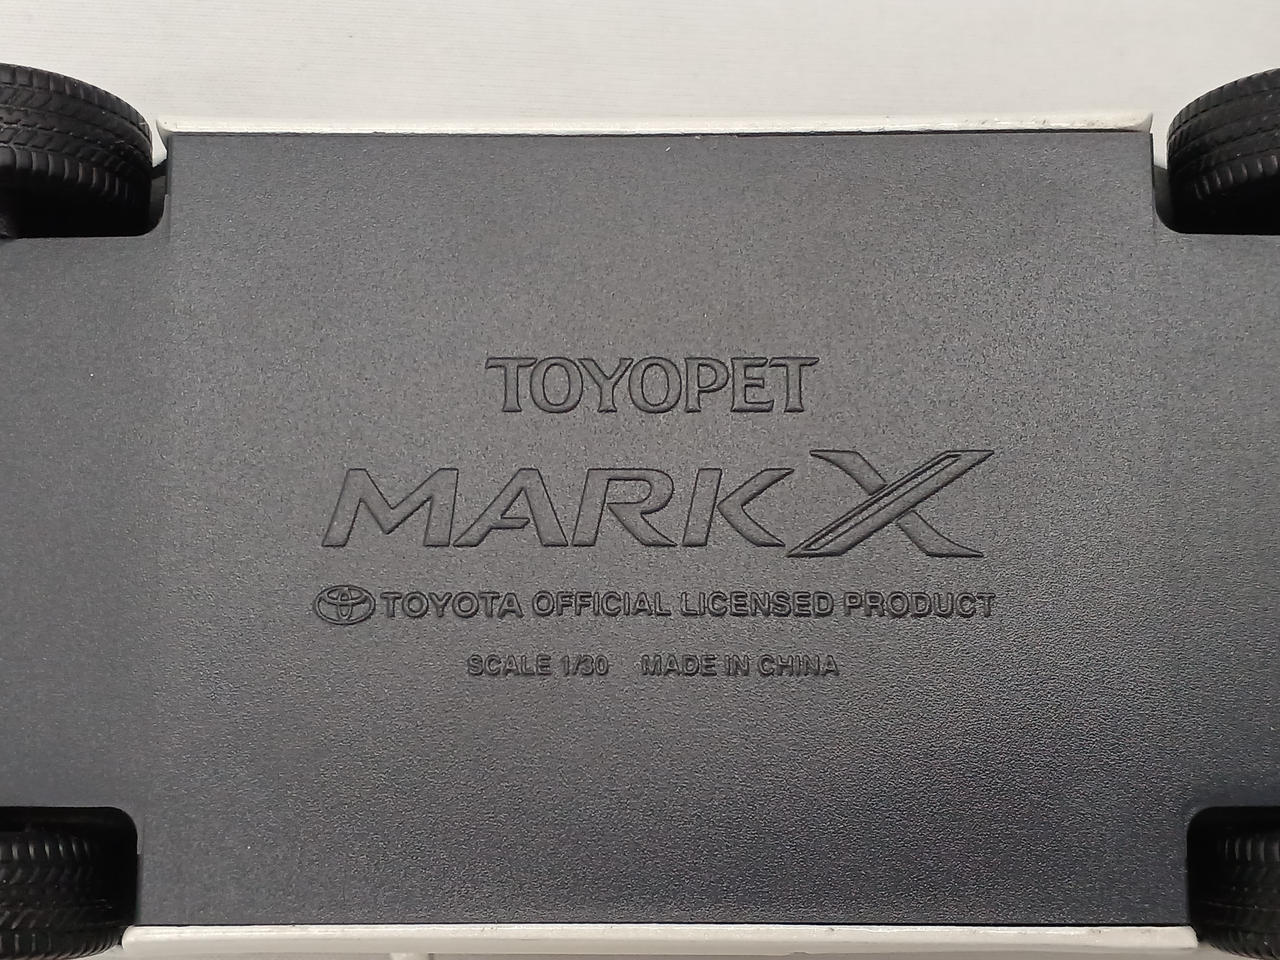 TOYOPET
MARK X
TOYOTA OFFICIAL LICENSED PRODUCT
SCALE 1/30 MADE IN CHINA